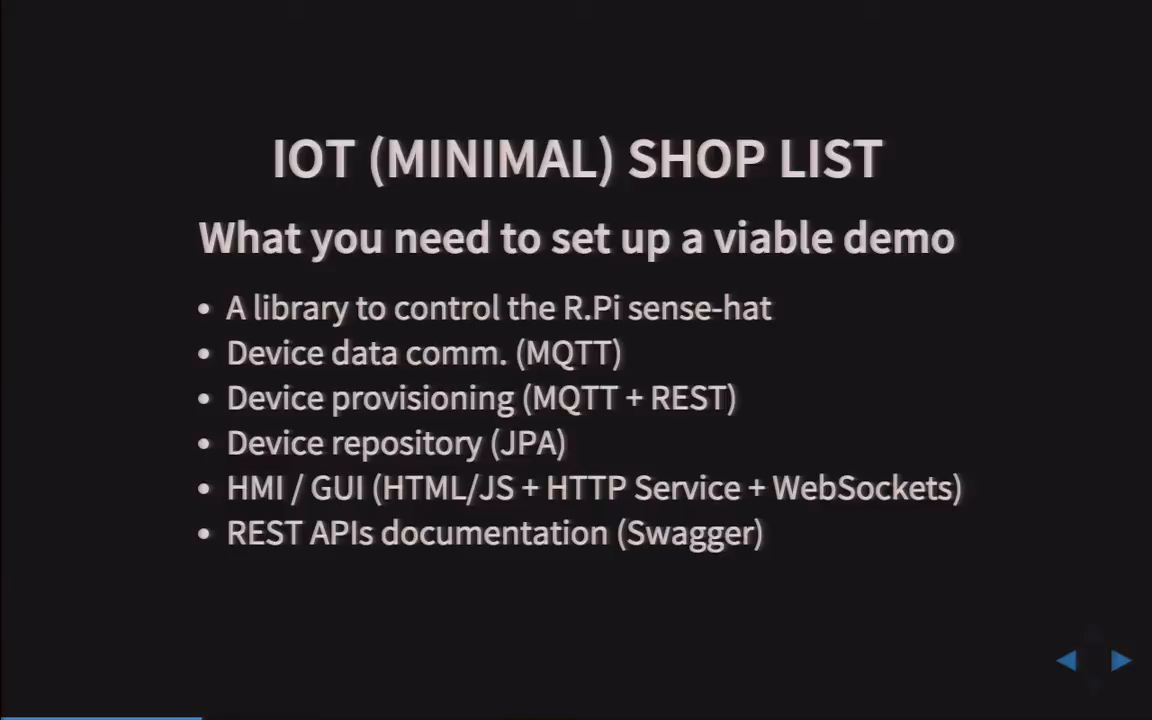 IOT (MINIMAL) SHOP LIST
What you need to set up a viable demo
• A library to control the R.Pi sense-hat
• Device data comm. (MQTT)
• Device provisioning (MQTT + REST)
• Device repository (JPA)
• HMI / GUI (HTML/JS + HTTP Service + WebSockets)
• REST APIs documentation (Swagger)